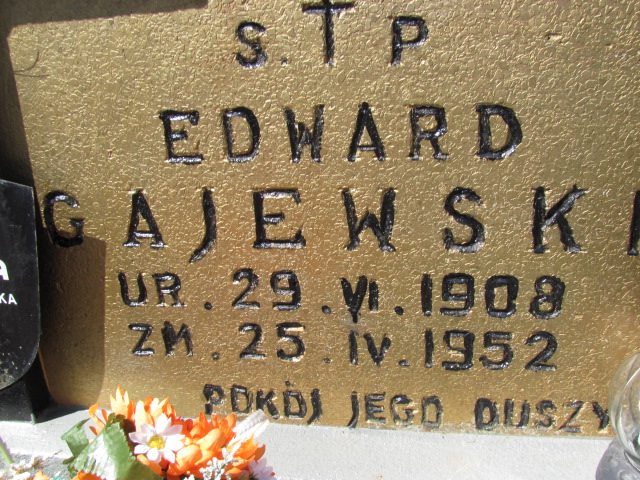 S. † P
EDWARD
GAJEWSKI
UR. 29. VI. 1908
ZM. 25. IV. 1952
POKÓJ JEGO DUSZY